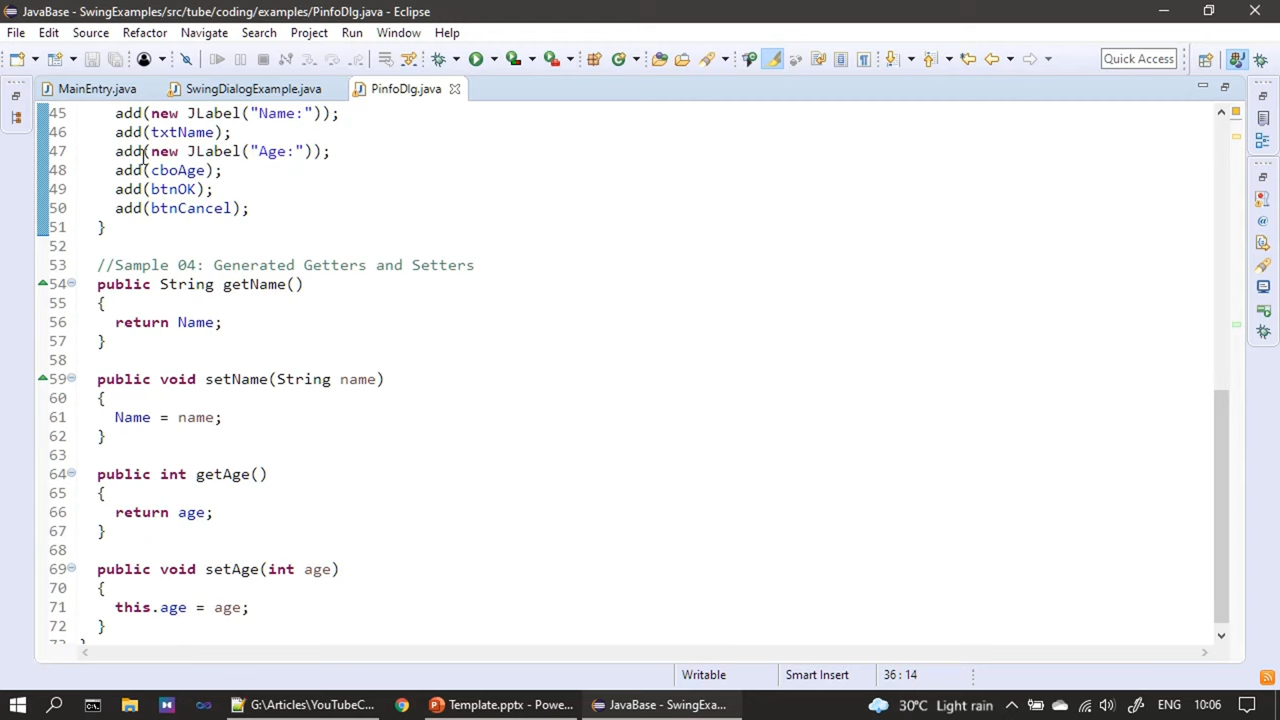 JavaBase - SwingExamples/src/tube/coding/examples/PinfoDlg.java - Eclipse
File Edit Source Refactor Navigate Search Project Run Window Help
Quick Access
MainEntry.java SwingDialogExample.java PinfoDlg.java
45 add(new JLabel("Name:"));
46 add(txtName);
47 add(new JLabel("Age:"));
48 add(cboAge);
49 add(btnOK);
50 add(btnCancel);
51 }
52
53 //Sample 04: Generated Getters and Setters
54 public String getName()
55 {
56 return Name;
57 }
58
59 public void setName(String name)
60 {
61 Name = name;
62 }
63
64 public int getAge()
65 {
66 return age;
67 }
68
69 public void setAge(int age)
70 {
71 this.age = age;
72 }
73 }
Writable Smart Insert 36 : 14
G:\Articles\YouTubeC... Template.pptx - Powe... JavaBase - SwingExa... 30°C Light rain ENG 10:06